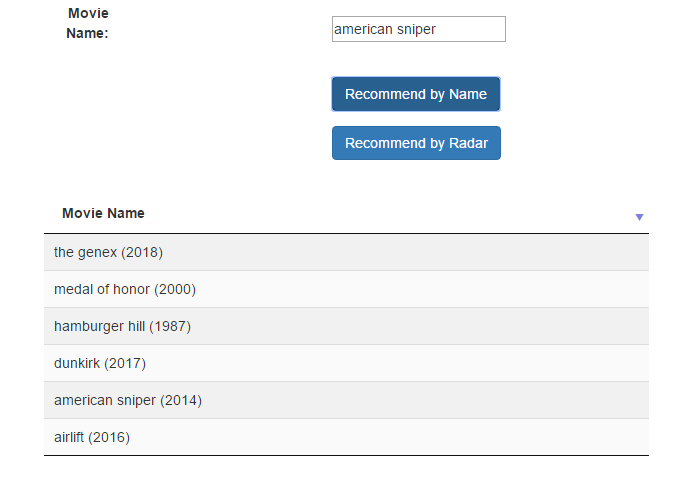 Movie
Name:
american sniper
Recommend by Name
Recommend by Radar
Movie Name
the genex (2018)
medal of honor (2000)
hamburger hill (1987)
dunkirk (2017)
american sniper (2014)
airlift (2016)